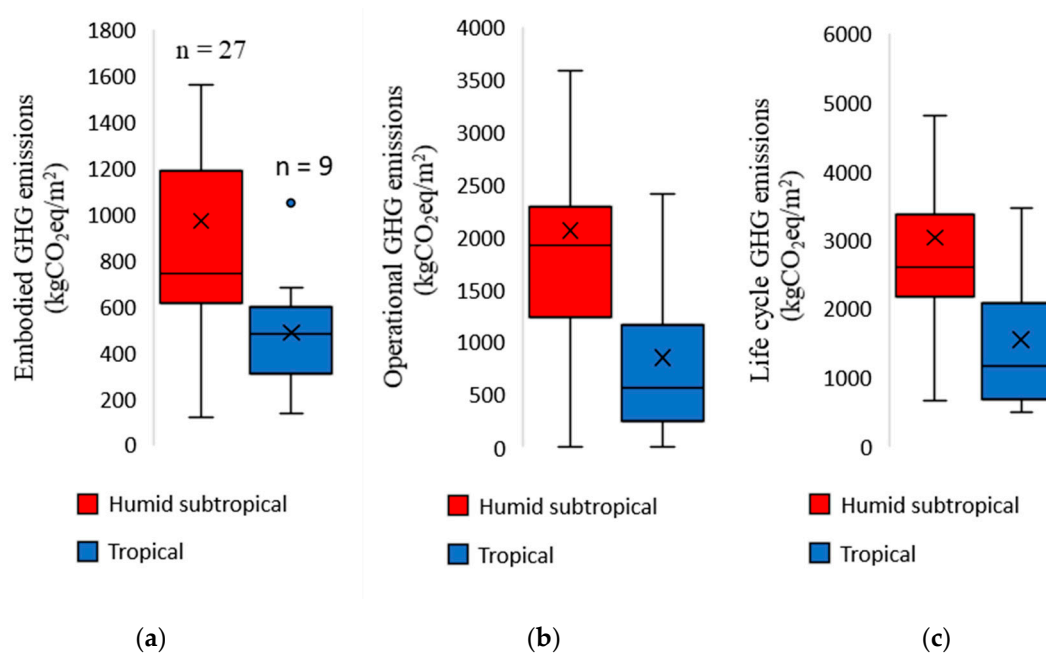 Embodied GHG emissions
(kgCO₂eq/m²)
1800
1600
1400
1200
1000
800
600
400
200
0
n = 27
n = 9
Humid subtropical
Tropical
(a)
Operational GHG emissions
(kgCO₂eq/m²)
4000
3500
3000
2500
2000
1500
1000
500
0
Humid subtropical
Tropical
(b)
Life cycle GHG emissions
(kgCO₂eq/m²)
6000
5000
4000
3000
2000
1000
0
Humid subtropical
Tropical
(c)